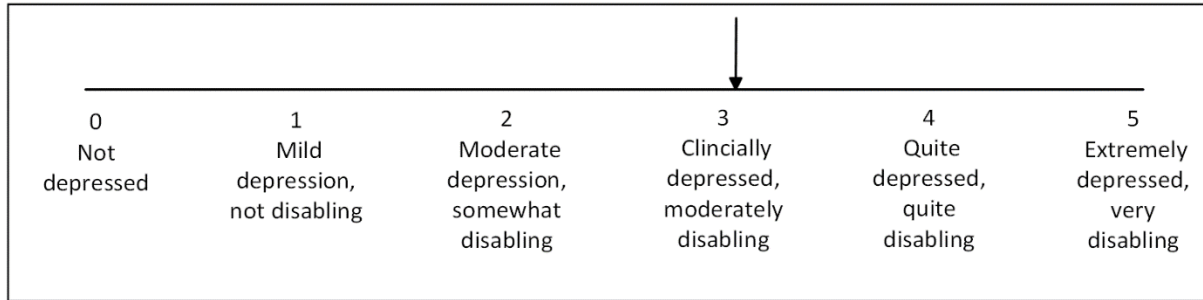 0 1 2 3 4 5
Not Mild Moderate Clincially Quite Extremely
depressed depression, depression, depressed, depressed, depressed,
not disabling somewhat moderately quite very
disabling disabling disabling disabling